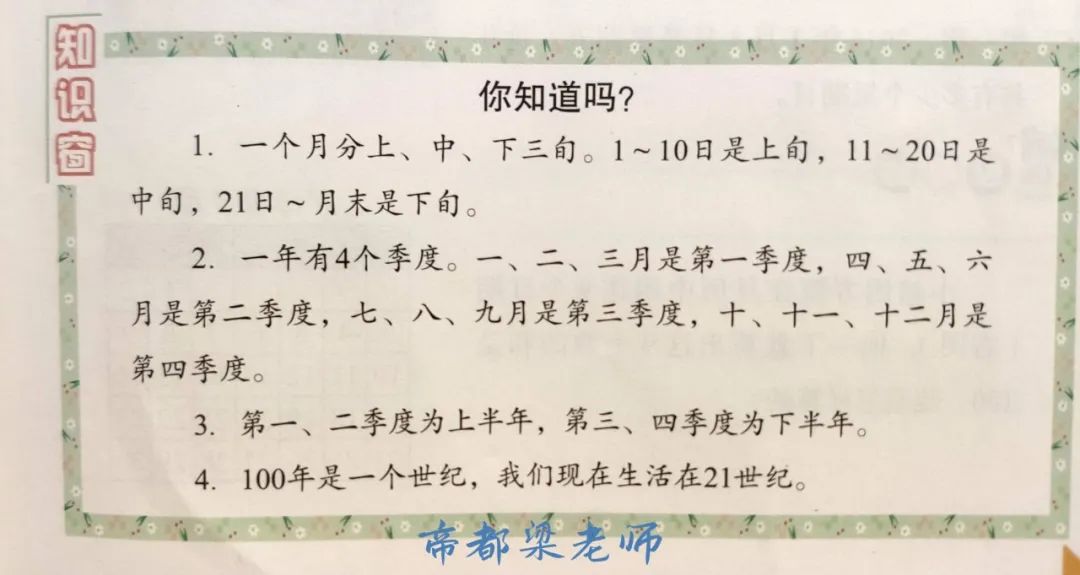 知识窗
你知道吗?
1. 一个月分上、中、下三旬。1～10日是上旬，11～20日是
中旬，21日～月末是下旬。
2. 一年有4个季度。一、二、三月是第一季度，四、五、六
月是第二季度，七、八、九月是第三季度，十、十一、十二月是
第四季度。
3. 第一、二季度为上半年，第三、四季度为下半年。
4. 100年是一个世纪，我们现在生活在21世纪。
帝都梁老师